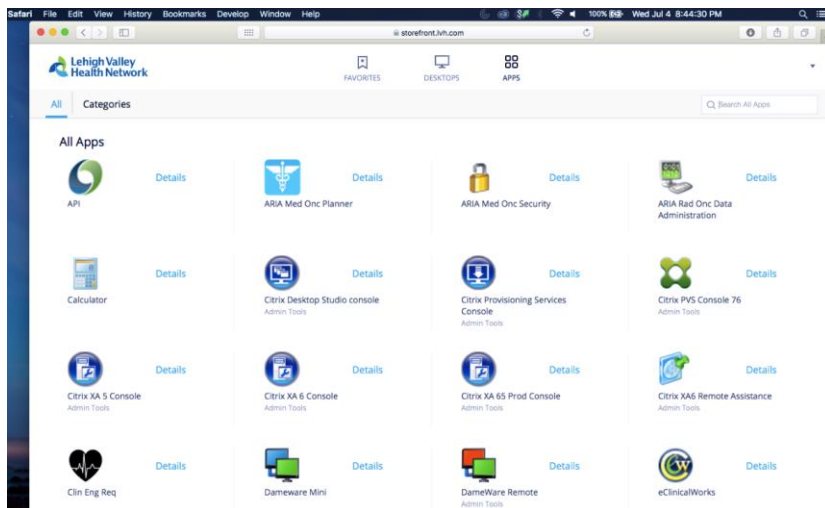 Safari File Edit View History Bookmarks Develop Window Help 100% Wed Jul 4 8:44:30 PM
storefront.lvh.com
Lehigh Valley
Health Network
FAVORITES DESKTOPS APPS
All Categories Search All Apps
All Apps
Details Details Details Details
API ARIA Med Onc Planner ARIA Med Onc Security ARIA Rad Onc Data
Administration
Details Details Details Details
Calculator Citrix Desktop Studio console Citrix Provisioning Services Citrix PVS Console 76
Admin Tools Console Admin Tools
Admin Tools
Details Details Details Details
Citrix XA 5 Console Citrix XA 6 Console Citrix XA 65 Prod Console Citrix XA6 Remote Assistance
Admin Tools Admin Tools Admin Tools Admin Tools
Details Details Details Details
Clin Eng Req Dameware Mini DameWare Remote eClinicalWorks
Admin Tools